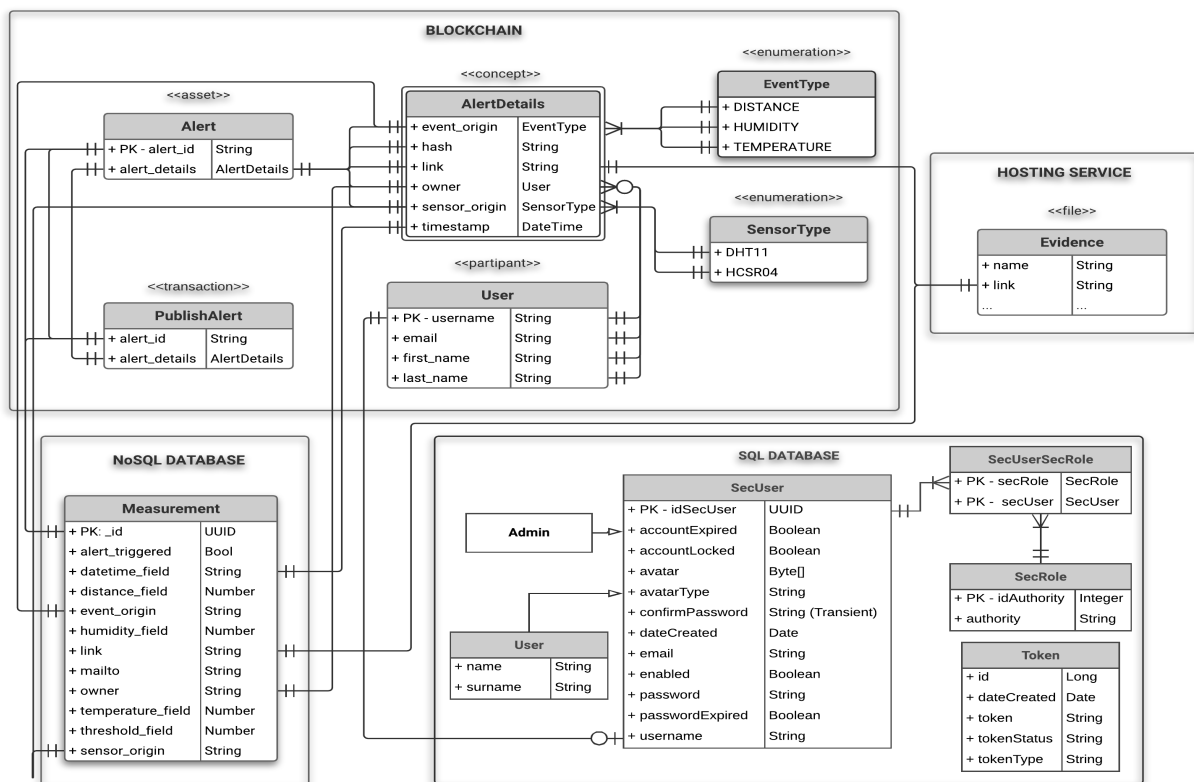 BLOCKCHAIN
<<asset>>
Alert
+ PK - alert_id String
+ alert_details AlertDetails
<<concept>>
AlertDetails
+ event_origin EventType
+ hash String
+ link String
+ owner User
+ sensor_origin SensorType
+ timestamp DateTime
<<enumeration>>
EventType
+ DISTANCE
+ HUMIDITY
+ TEMPERATURE
<<enumeration>>
SensorType
+ DHT11
+ HCSR04
<<transaction>>
PublishAlert
+ alert_id String
+ alert_details AlertDetails
<<partipant>>
User
+ PK - username String
+ email String
+ first_name String
+ last_name String
HOSTING SERVICE
<<file>>
Evidence
+ name String
+ link String
... ...
NoSQL DATABASE
Measurement
+ PK: _id UUID
+ alert_triggered Bool
+ datetime_field String
+ distance_field Number
+ event_origin String
+ humidity_field Number
+ link String
+ mailto String
+ owner String
+ temperature_field Number
+ threshold_field Number
+ sensor_origin String
SQL DATABASE
Admin
User
+ name String
+ surname String
SecUser
+ PK - idSecUser UUID
+ accountExpired Boolean
+ accountLocked Boolean
+ avatar Byte[]
+ avatarType String
+ confirmPassword String (Transient)
+ dateCreated Date
+ email String
+ enabled Boolean
+ password String
+ passwordExpired Boolean
+ username String
SecUserSecRole
+ PK - secRole SecRole
+ PK - secUser SecUser
SecRole
+ PK - idAuthority Integer
+ authority String
Token
+ id Long
+ dateCreated Date
+ token String
+ tokenStatus String
+ tokenType String